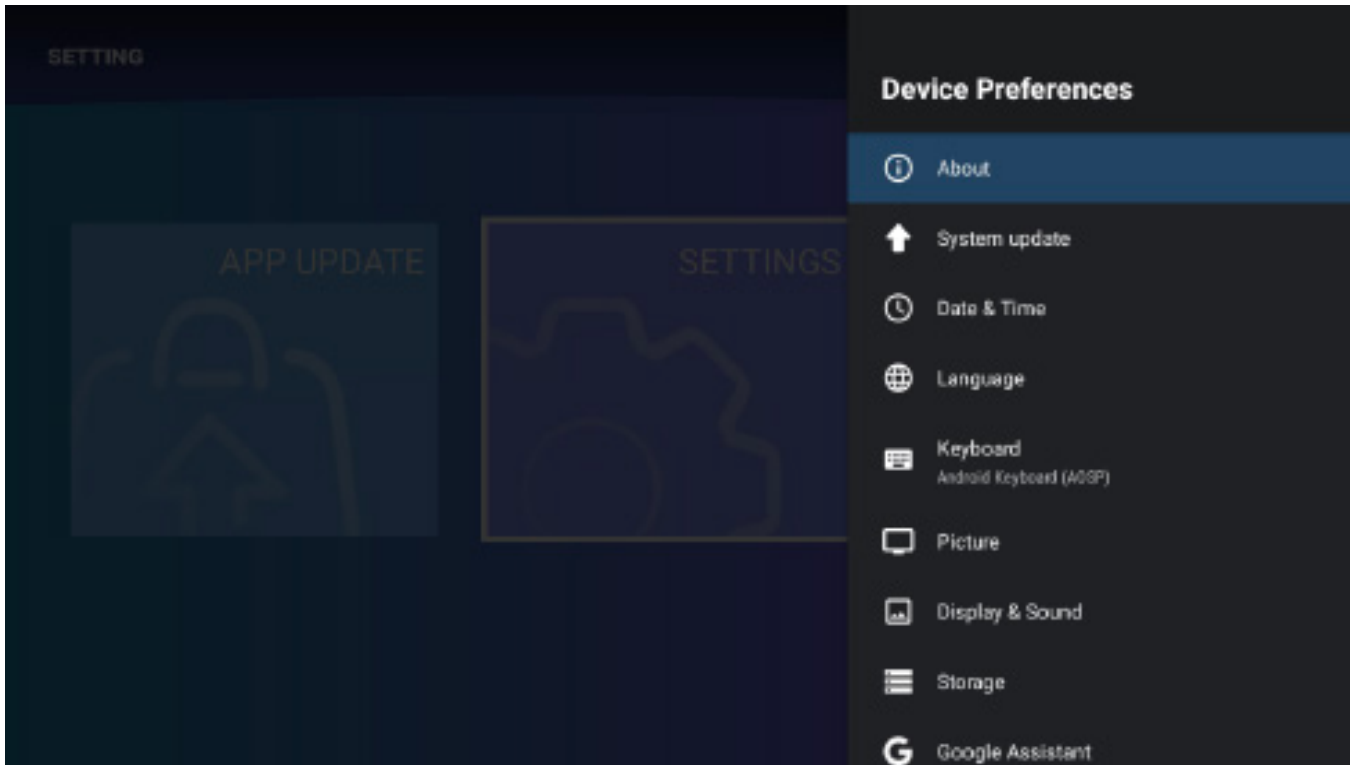 SETTING
APP UPDATE
SETTINGS
Device Preferences
About
System update
Date & Time
Language
Keyboard
Android Keyboard (AOSP)
Picture
Display & Sound
Storage
Google Assistant